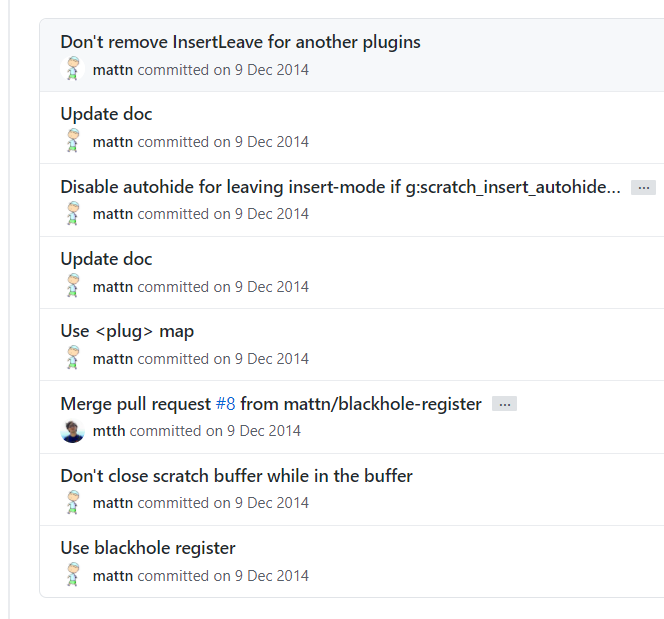 Don't remove InsertLeave for another plugins
mattn committed on 9 Dec 2014
Update doc
mattn committed on 9 Dec 2014
Disable autohide for leaving insert-mode if g:scratch_insert_autohide... ...
mattn committed on 9 Dec 2014
Update doc
mattn committed on 9 Dec 2014
Use <plug> map
mattn committed on 9 Dec 2014
Merge pull request #8 from mattn/blackhole-register ...
mtth committed on 9 Dec 2014
Don't close scratch buffer while in the buffer
mattn committed on 9 Dec 2014
Use blackhole register
mattn committed on 9 Dec 2014